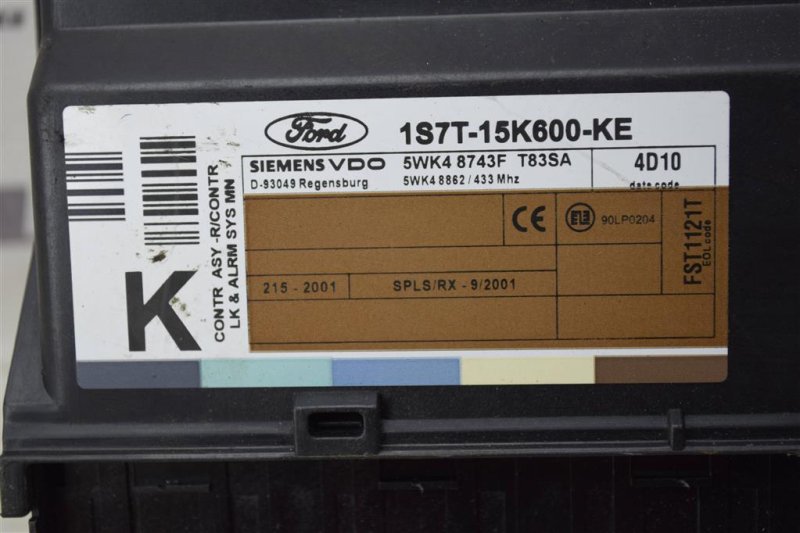 Ford
1S7T-15K600-KE
SIEMENS VDO
D-93049 Regensburg
5WK4 8743F T83SA
5WK4 8862 / 433 Mhz
4D10
date code
CE
90LP0204
FST1121T
EOL code
215 - 2001
SPLS/RX - 9/2001
K
CONTR ASY -R/CONTR
LK & ALRM SYS MN